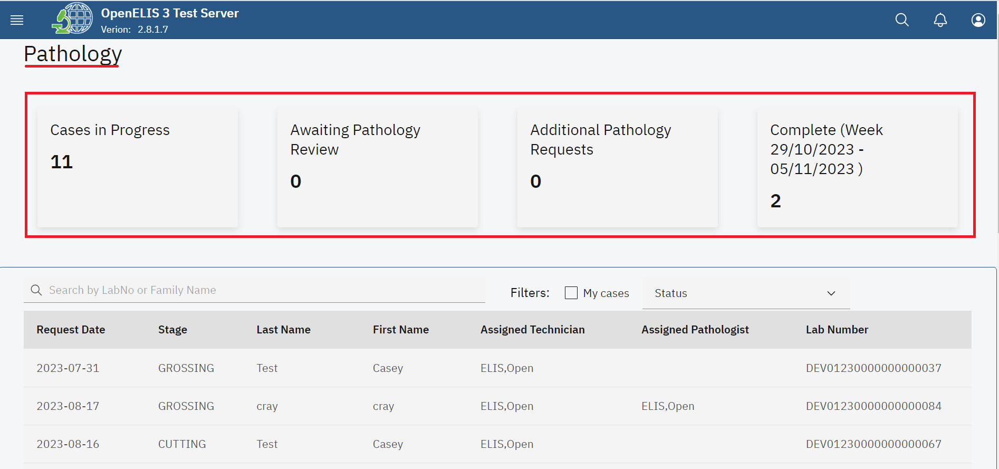 OpenELIS 3 Test Server
Verion: 2.8.1.7
Pathology
Cases in Progress
11
Awaiting Pathology
Review
0
Additional Pathology
Requests
0
Complete (Week
29/10/2023 -
05/11/2023 )
2
Search by LabNo or Family Name
Filters: My cases Status
Request Date Stage Last Name First Name Assigned Technician Assigned Pathologist Lab Number
2023-07-31 GROSSING Test Casey ELIS,Open DEV01230000000000037
2023-08-17 GROSSING cray cray ELIS,Open ELIS,Open DEV01230000000000084
2023-08-16 CUTTING Test Casey ELIS,Open DEV01230000000000067